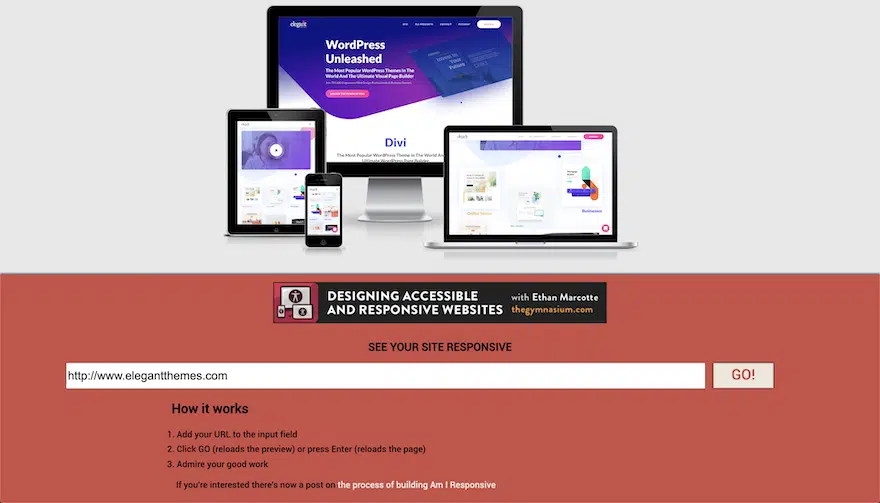 elegant
WordPress
Unleashed
The Most Popular WordPress Themes In The
World And The Ultimate Visual Page Builder
Divi
The Most Popular WordPress Theme In The World And
Ultimate WordPress Page Builder
DESIGNING ACCESSIBLE
AND RESPONSIVE WEBSITES
with Ethan Marcotte
thegymnasium.com
SEE YOUR SITE RESPONSIVE
http://www.elegantthemes.com
GO!
How it works
1. Add your URL to the input field
2. Click GO (reloads the preview) or press Enter (reloads the page)
3. Admire your good work
If you're interested there's now a post on the process of building Am I Responsive